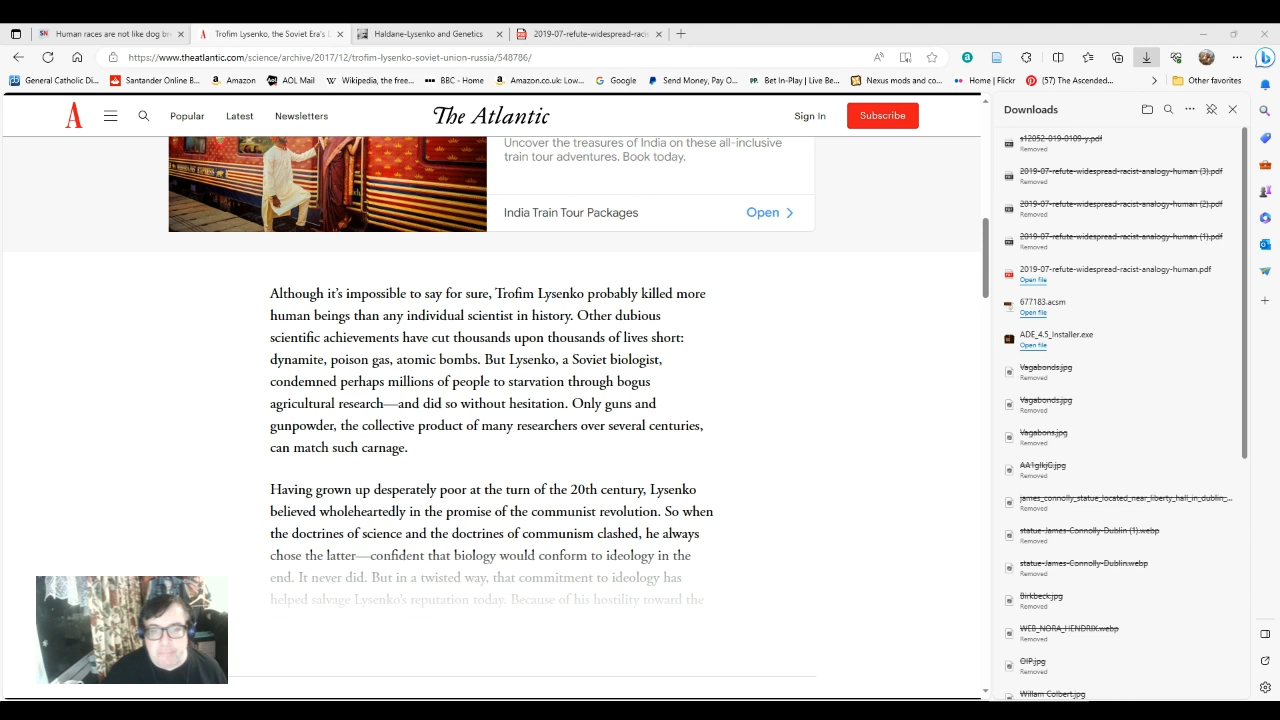 Human races are not like dog bre
Trofim Lysenko, the Soviet Era's D
Haldane-Lysenko and Genetics
2019-07-refute-widespread-racis
https://www.theatlantic.com/science/archive/2017/12/trofim-lysenko-soviet-union-russia/548786/
General Catholic Di...
Santander Online B...
Amazon
AOL Mail
Wikipedia, the free...
BBC - Home
Amazon.co.uk: Low...
Google
Send Money, Pay O...
Bet In-Play | Live Be...
Nexus mods and co...
Home | Flickr
(57) The Ascended...
Other favorites
Popular
Latest
Newsletters
The Atlantic
Sign In
Subscribe
Uncover the treasures of India on these all-inclusive
train tour adventures. Book today.
India Train Tour Packages
Open
Although it's impossible to say for sure, Trofim Lysenko probably killed more
human beings than any individual scientist in history. Other dubious
scientific achievements have cut thousands upon thousands of lives short:
dynamite, poison gas, atomic bombs. But Lysenko, a Soviet biologist,
condemned perhaps millions of people to starvation through bogus
agricultural research—and did so without hesitation. Only guns and
gunpowder, the collective product of many researchers over several centuries,
can match such carnage.
Having grown up desperately poor at the turn of the 20th century, Lysenko
believed wholeheartedly in the promise of the communist revolution. So when
the doctrines of science and the doctrines of communism clashed, he always
chose the latter—confident that biology would conform to ideology in the
end. It never did. But in a twisted way, that commitment to ideology has
helped salvage Lysenko's reputation today. Because of his hostility toward the
Downloads
s12052-019-0109-y.pdf
Removed
2019-07-refute-widespread-racist-analogy-human (3).pdf
Removed
2019-07-refute-widespread-racist-analogy-human (2).pdf
Removed
2019-07-refute-widespread-racist-analogy-human (1).pdf
Removed
2019-07-refute-widespread-racist-analogy-human.pdf
Open file
677183.acsm
Open file
ADE_4.5_Installer.exe
Open file
Vagabonds.jpg
Removed
Vagabonds.jpg
Removed
Vagabons.jpg
Removed
AA1glkjG.jpg
Removed
james_connolly_statue_located_near_liberty_hall_in_dublin_...
Removed
statue-James-Connolly-Dublin (1).webp
Removed
statue-James-Connolly-Dublin.webp
Removed
Birkbeck.jpg
Removed
WEB_NORA_HENDRIX.webp
Removed
OIP.jpg
Removed
Willam Colbert.jpg